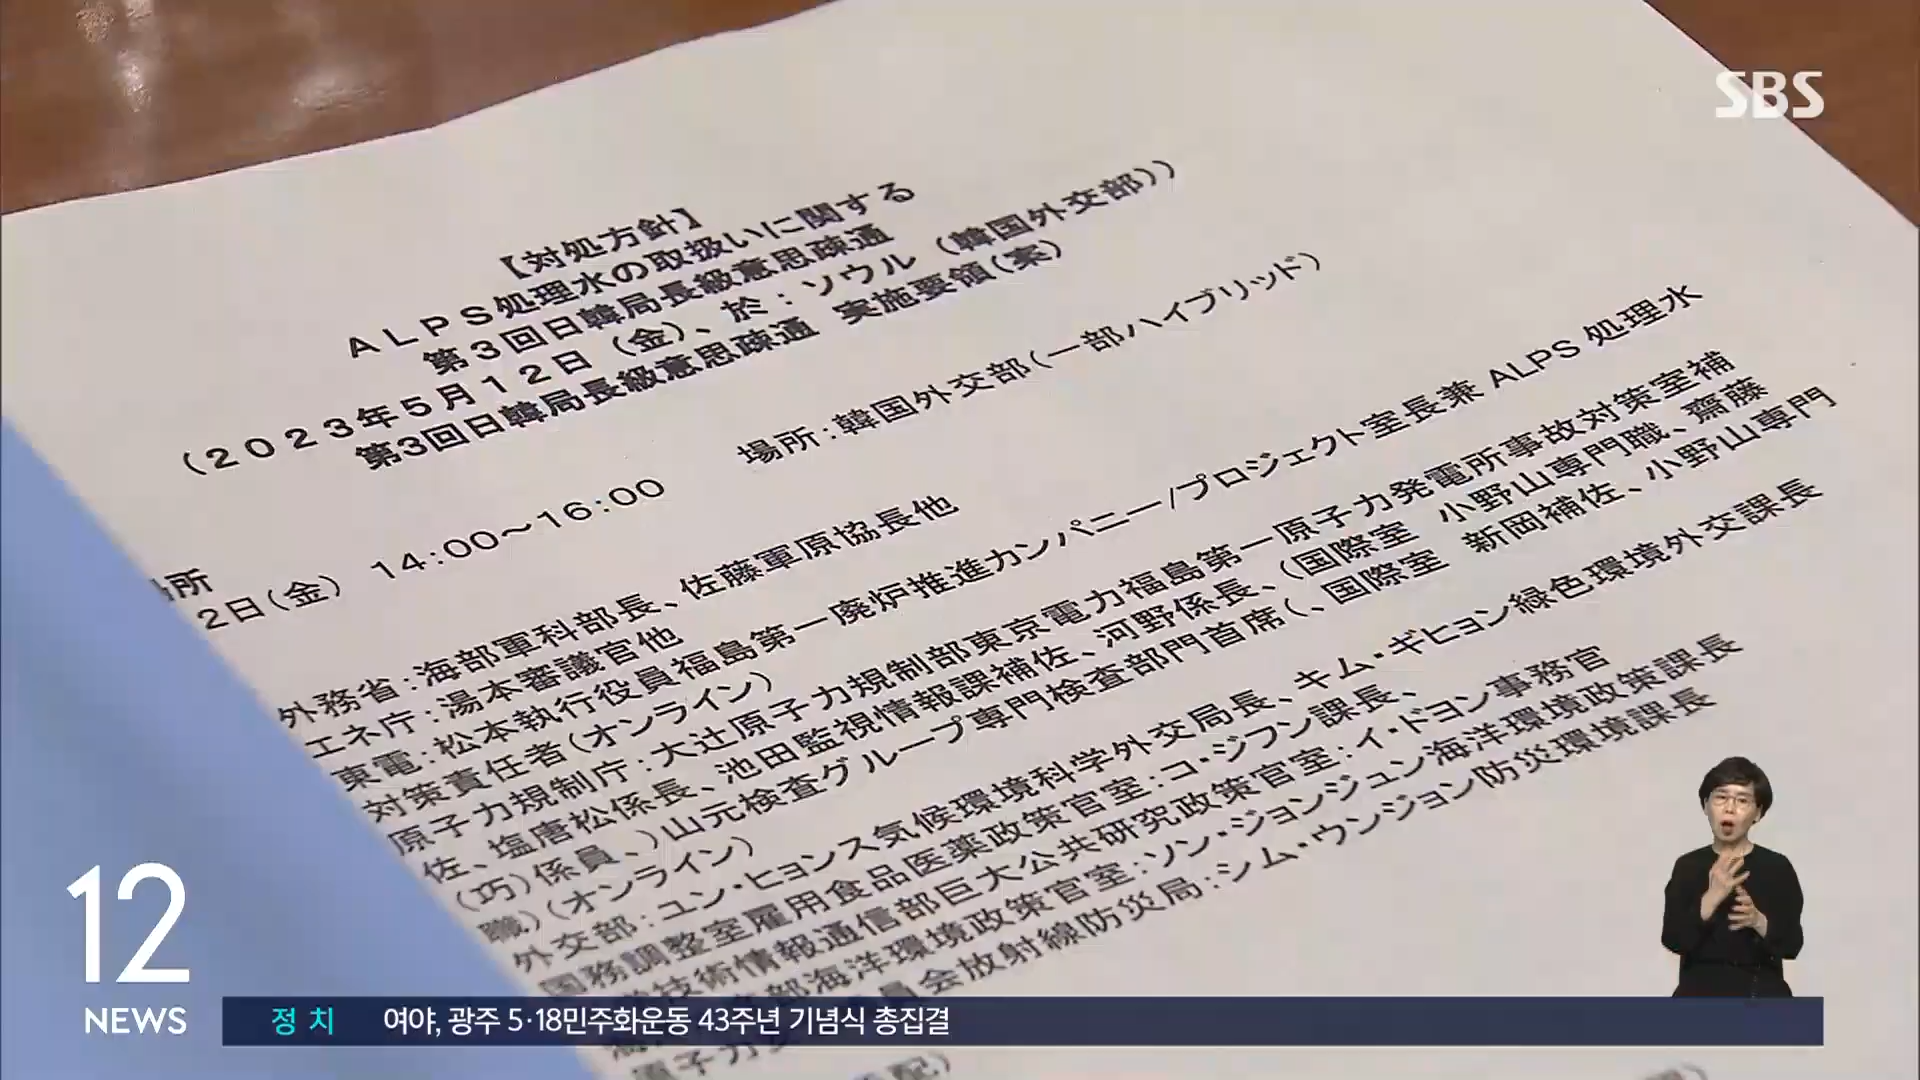 SBS
【対処方針】
ＡＬＰＳ処理水の取扱いに関する
第３回日韓局長級意思疎通
（２０２３年５月１２日（金）、於：ソウル（韓国外交部））
第3回日韓局長級意思疎通 実施要領（案）
所
2日（金） 14:00～16:00 場所：韓国外交部（一部ハイブリッド）
外務省：海部軍科部長、佐藤軍原協長他
エネ庁：湯本審議官他
東電：松本執行役員福島第一廃炉推進カンパニー/プロジェクト室長兼 ALPS 処理水
対策責任者（オンライン）
原子力規制庁：大辻原子力規制部東京電力福島第一原子力発電所事故対策室補
佐、塩唐松係長、池田監視情報課補佐、河野係長、（国際室 小野山専門職、齋藤
（巧）係員、）山元検査グループ専門検査部門首席（、国際室 新岡補佐、小野山専門
職）（オンライン）
外交部：ユン・ヒョンス気候環境科学外交局長、キム・ギヒョン緑色環境外交課長
国務調整室雇用食品医薬政策官室：コ・ジフン課長、
技術情報通信部巨大公共研究政策官室：イ・ドヨン事務官
部海洋環境政策官室：ソン・ジョンジュン海洋環境政策課長
会放射線防災局：シム・ウンジョン防災環境課長
12
NEWS
정 치 여야, 광주 5·18민주화운동 43주년 기념식 총집결